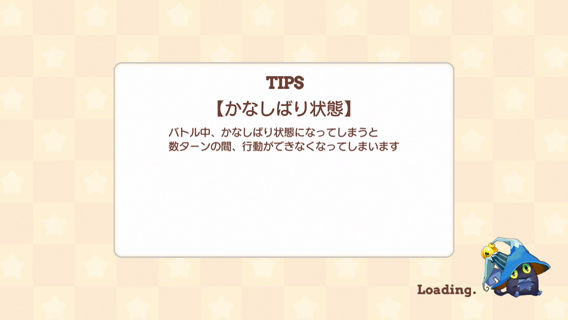 TIPS
【かなしばり状態】
バトル中、かなしばり状態になってしまうと
数ターンの間、行動ができなくなってしまいます
Loading.